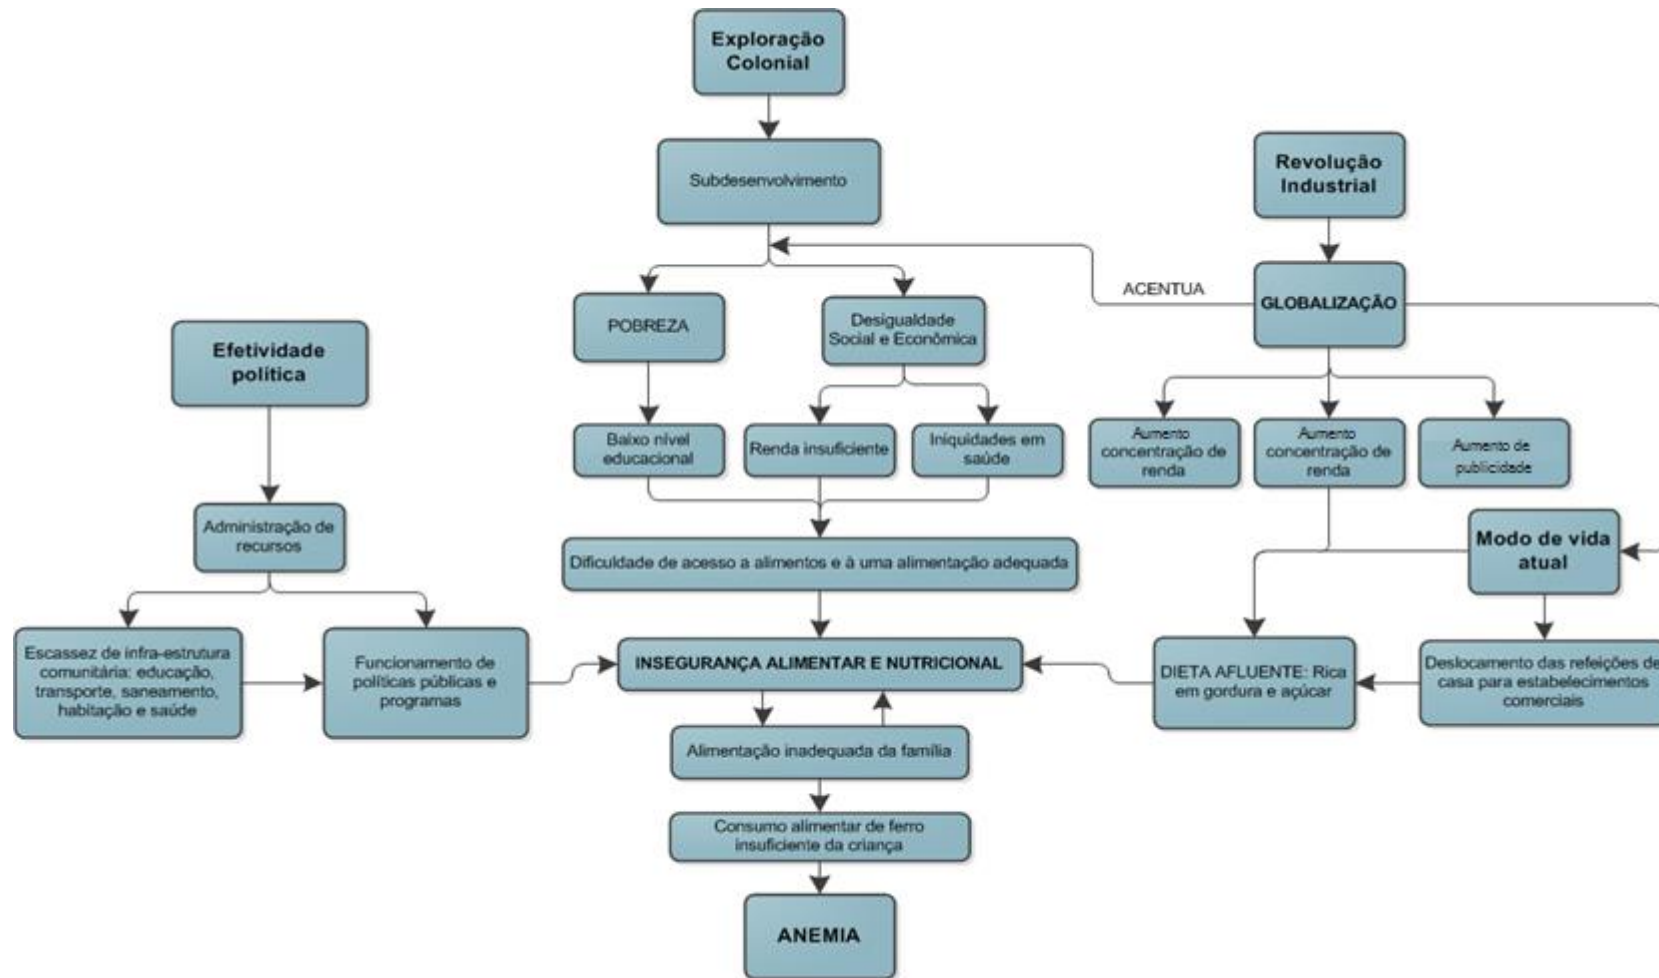 Exploração
Colonial
Subdesenvolvimento
Revolução
Industrial
ACENTUA
GLOBALIZAÇÃO
POBREZA
Desigualdade
Social e Econômica
Efetividade
política
Baixo nível
educacional
Renda insuficiente
Iniquidades em
saúde
Aumento
concentração de
renda
Aumento
concentração de
renda
Aumento de
publicidade
Administração de
recursos
Modo de vida
atual
Dificuldade de acesso a alimentos e à uma alimentação adequada
Escassez de infra-estrutura
comunitária: educação,
transporte, saneamento,
habitação e saúde
Funcionamento de
políticas públicas e
programas
INSEGURANÇA ALIMENTAR E NUTRICIONAL
DIETA AFLUENTE: Rica
em gordura e açúcar
Deslocamento das refeições de
casa para estabelecimentos
comerciais
Alimentação inadequada da família
Consumo alimentar de ferro
insuficiente da criança
ANEMIA